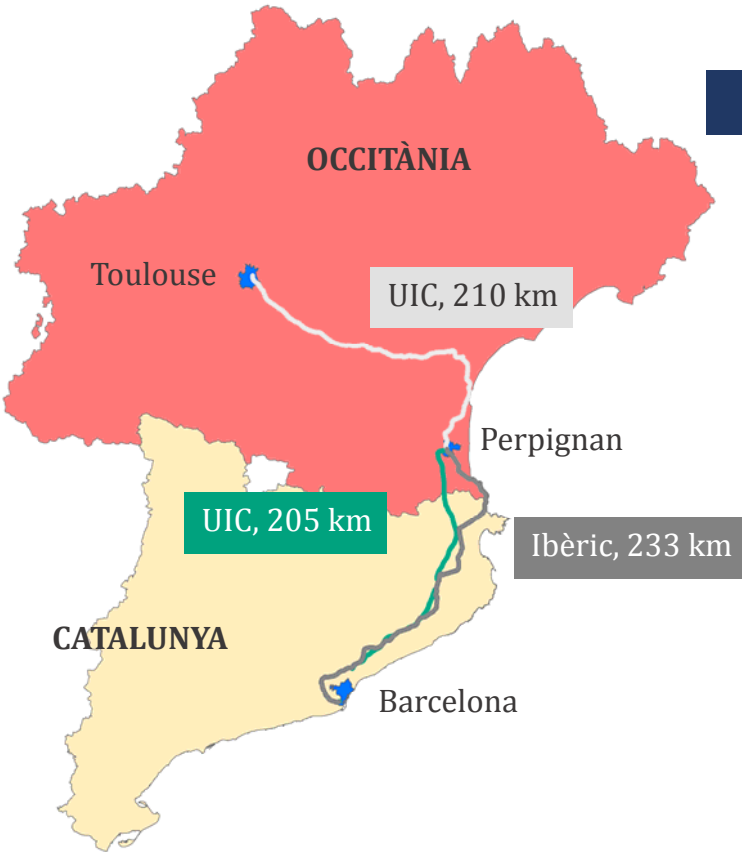 OCCITÀNIA
Toulouse
UIC, 210 km
Perpignan
UIC, 205 km
Ibèric, 233 km
CATALUNYA
Barcelona